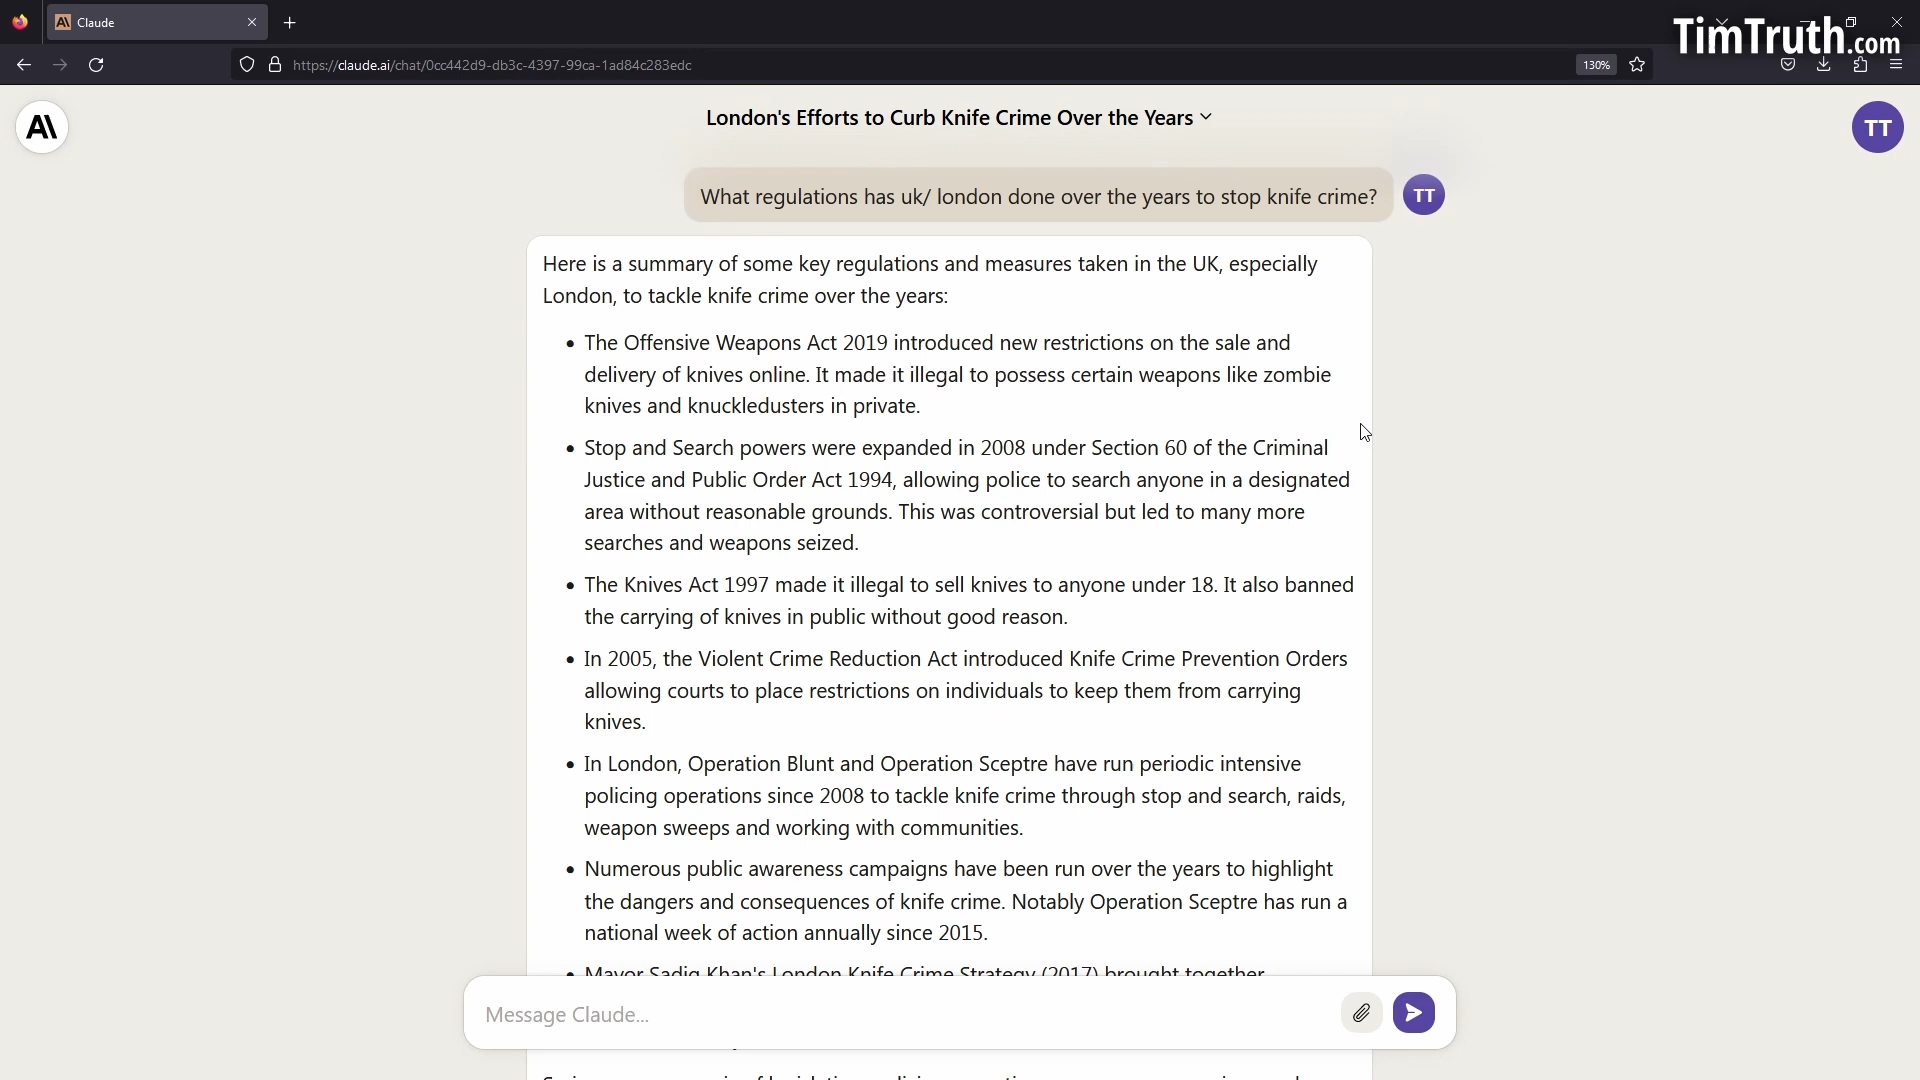 Claude
TimTruth.com
https://claude.ai/chat/0cc442d9-db3c-4397-99ca-1ad84c283edc
130%
London's Efforts to Curb Knife Crime Over the Years
TT
What regulations has uk/ london done over the years to stop knife crime?
TT
Here is a summary of some key regulations and measures taken in the UK, especially
London, to tackle knife crime over the years:
• The Offensive Weapons Act 2019 introduced new restrictions on the sale and
delivery of knives online. It made it illegal to possess certain weapons like zombie
knives and knuckledusters in private.
• Stop and Search powers were expanded in 2008 under Section 60 of the Criminal
Justice and Public Order Act 1994, allowing police to search anyone in a designated
area without reasonable grounds. This was controversial but led to many more
searches and weapons seized.
• The Knives Act 1997 made it illegal to sell knives to anyone under 18. It also banned
the carrying of knives in public without good reason.
• In 2005, the Violent Crime Reduction Act introduced Knife Crime Prevention Orders
allowing courts to place restrictions on individuals to keep them from carrying
knives.
• In London, Operation Blunt and Operation Sceptre have run periodic intensive
policing operations since 2008 to tackle knife crime through stop and search, raids,
weapon sweeps and working with communities.
• Numerous public awareness campaigns have been run over the years to highlight
the dangers and consequences of knife crime. Notably Operation Sceptre has run a
national week of action annually since 2015.
• Mayor Sadiq Khan's London Knife Crime Strategy (2017) brought together
Message Claude...